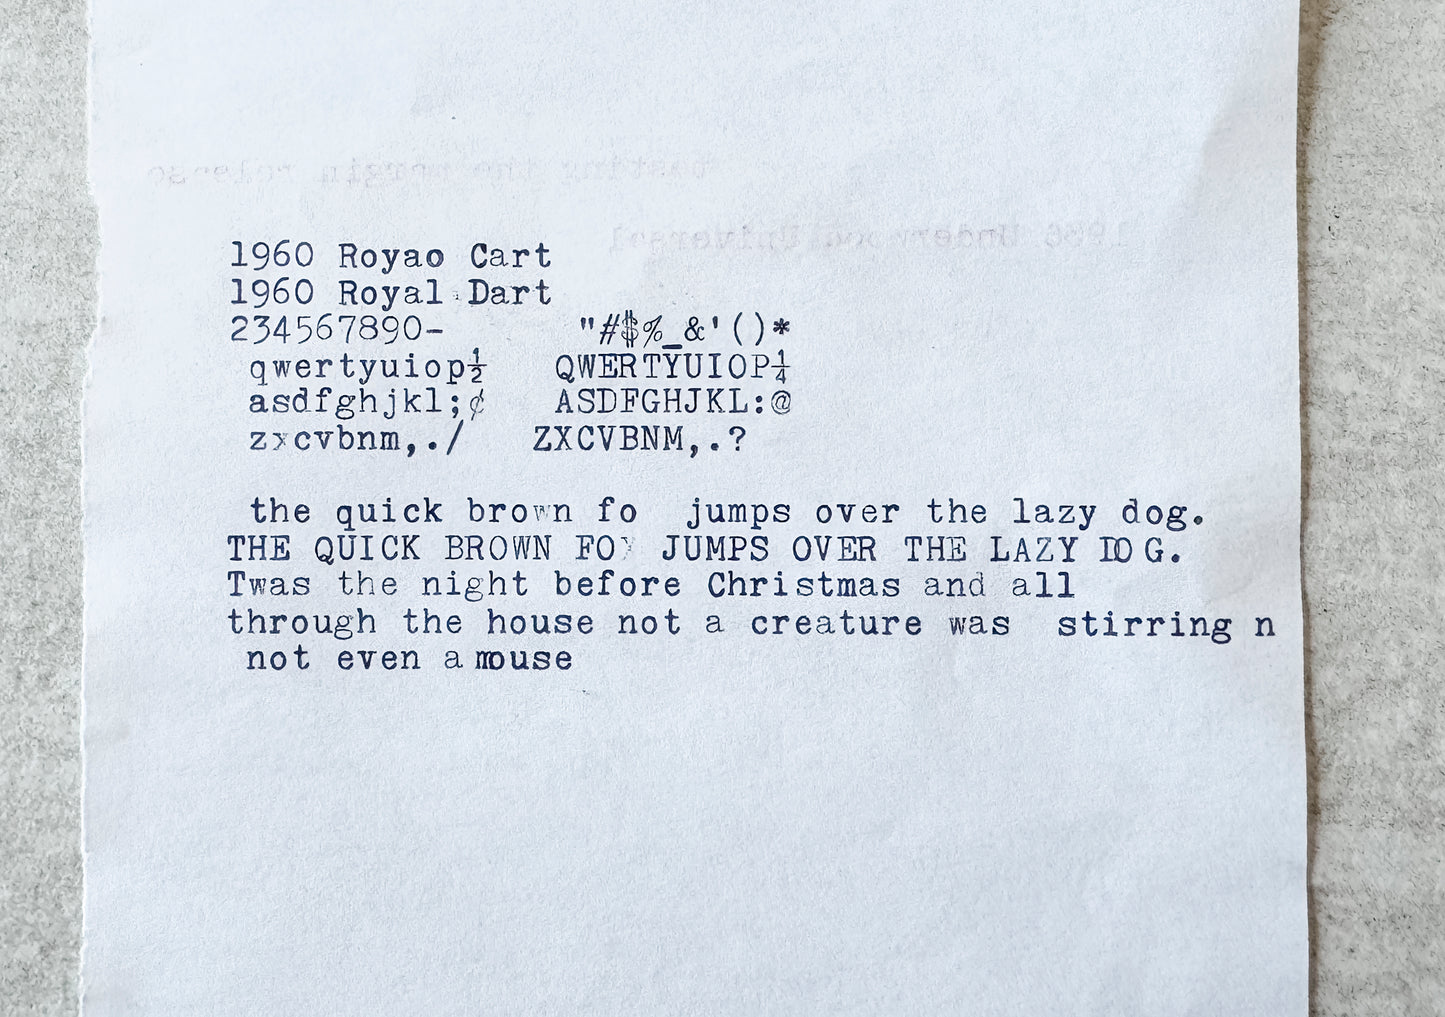 1960 Royao Cart
1960 Royal Dart
234567890-      "#$%_&'()*
qwertyuiop½   QWERTYUIOP¼
asdfghjkl;¢   ASDFGHJKL:@
zxcvbnm,./   ZXCVBNM,.?
the quick brown fo  jumps over the lazy dog.
THE QUICK BROWN FOX JUMPS OVER THE LAZY DOG.
Twas the night before Christmas and all
through the house not a creature was  stirring n
not even a mouse